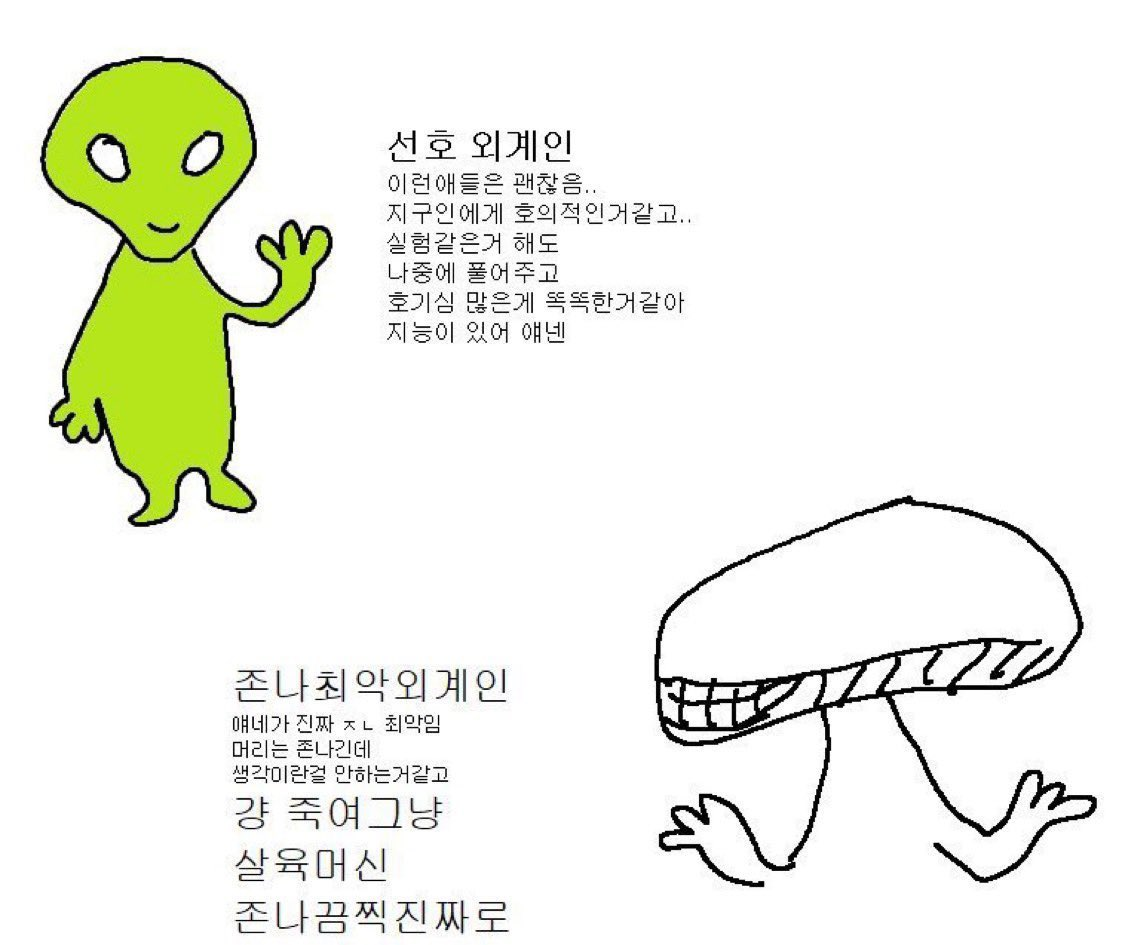 선호 외계인
이런애들은 괜찮음..
지구인에게 호의적인거같고..
실험같은거 해도
나중에 풀어주고
호기심 많은게 똑똑한거같아
지능이 있어 얘넨
존나최악외계인
얘네가 진짜 ㅈㄴ 최악임
머리는 존나긴데
생각이란걸 안하는거같고
걍 죽여그냥
살육머신
존나끔찍진짜로